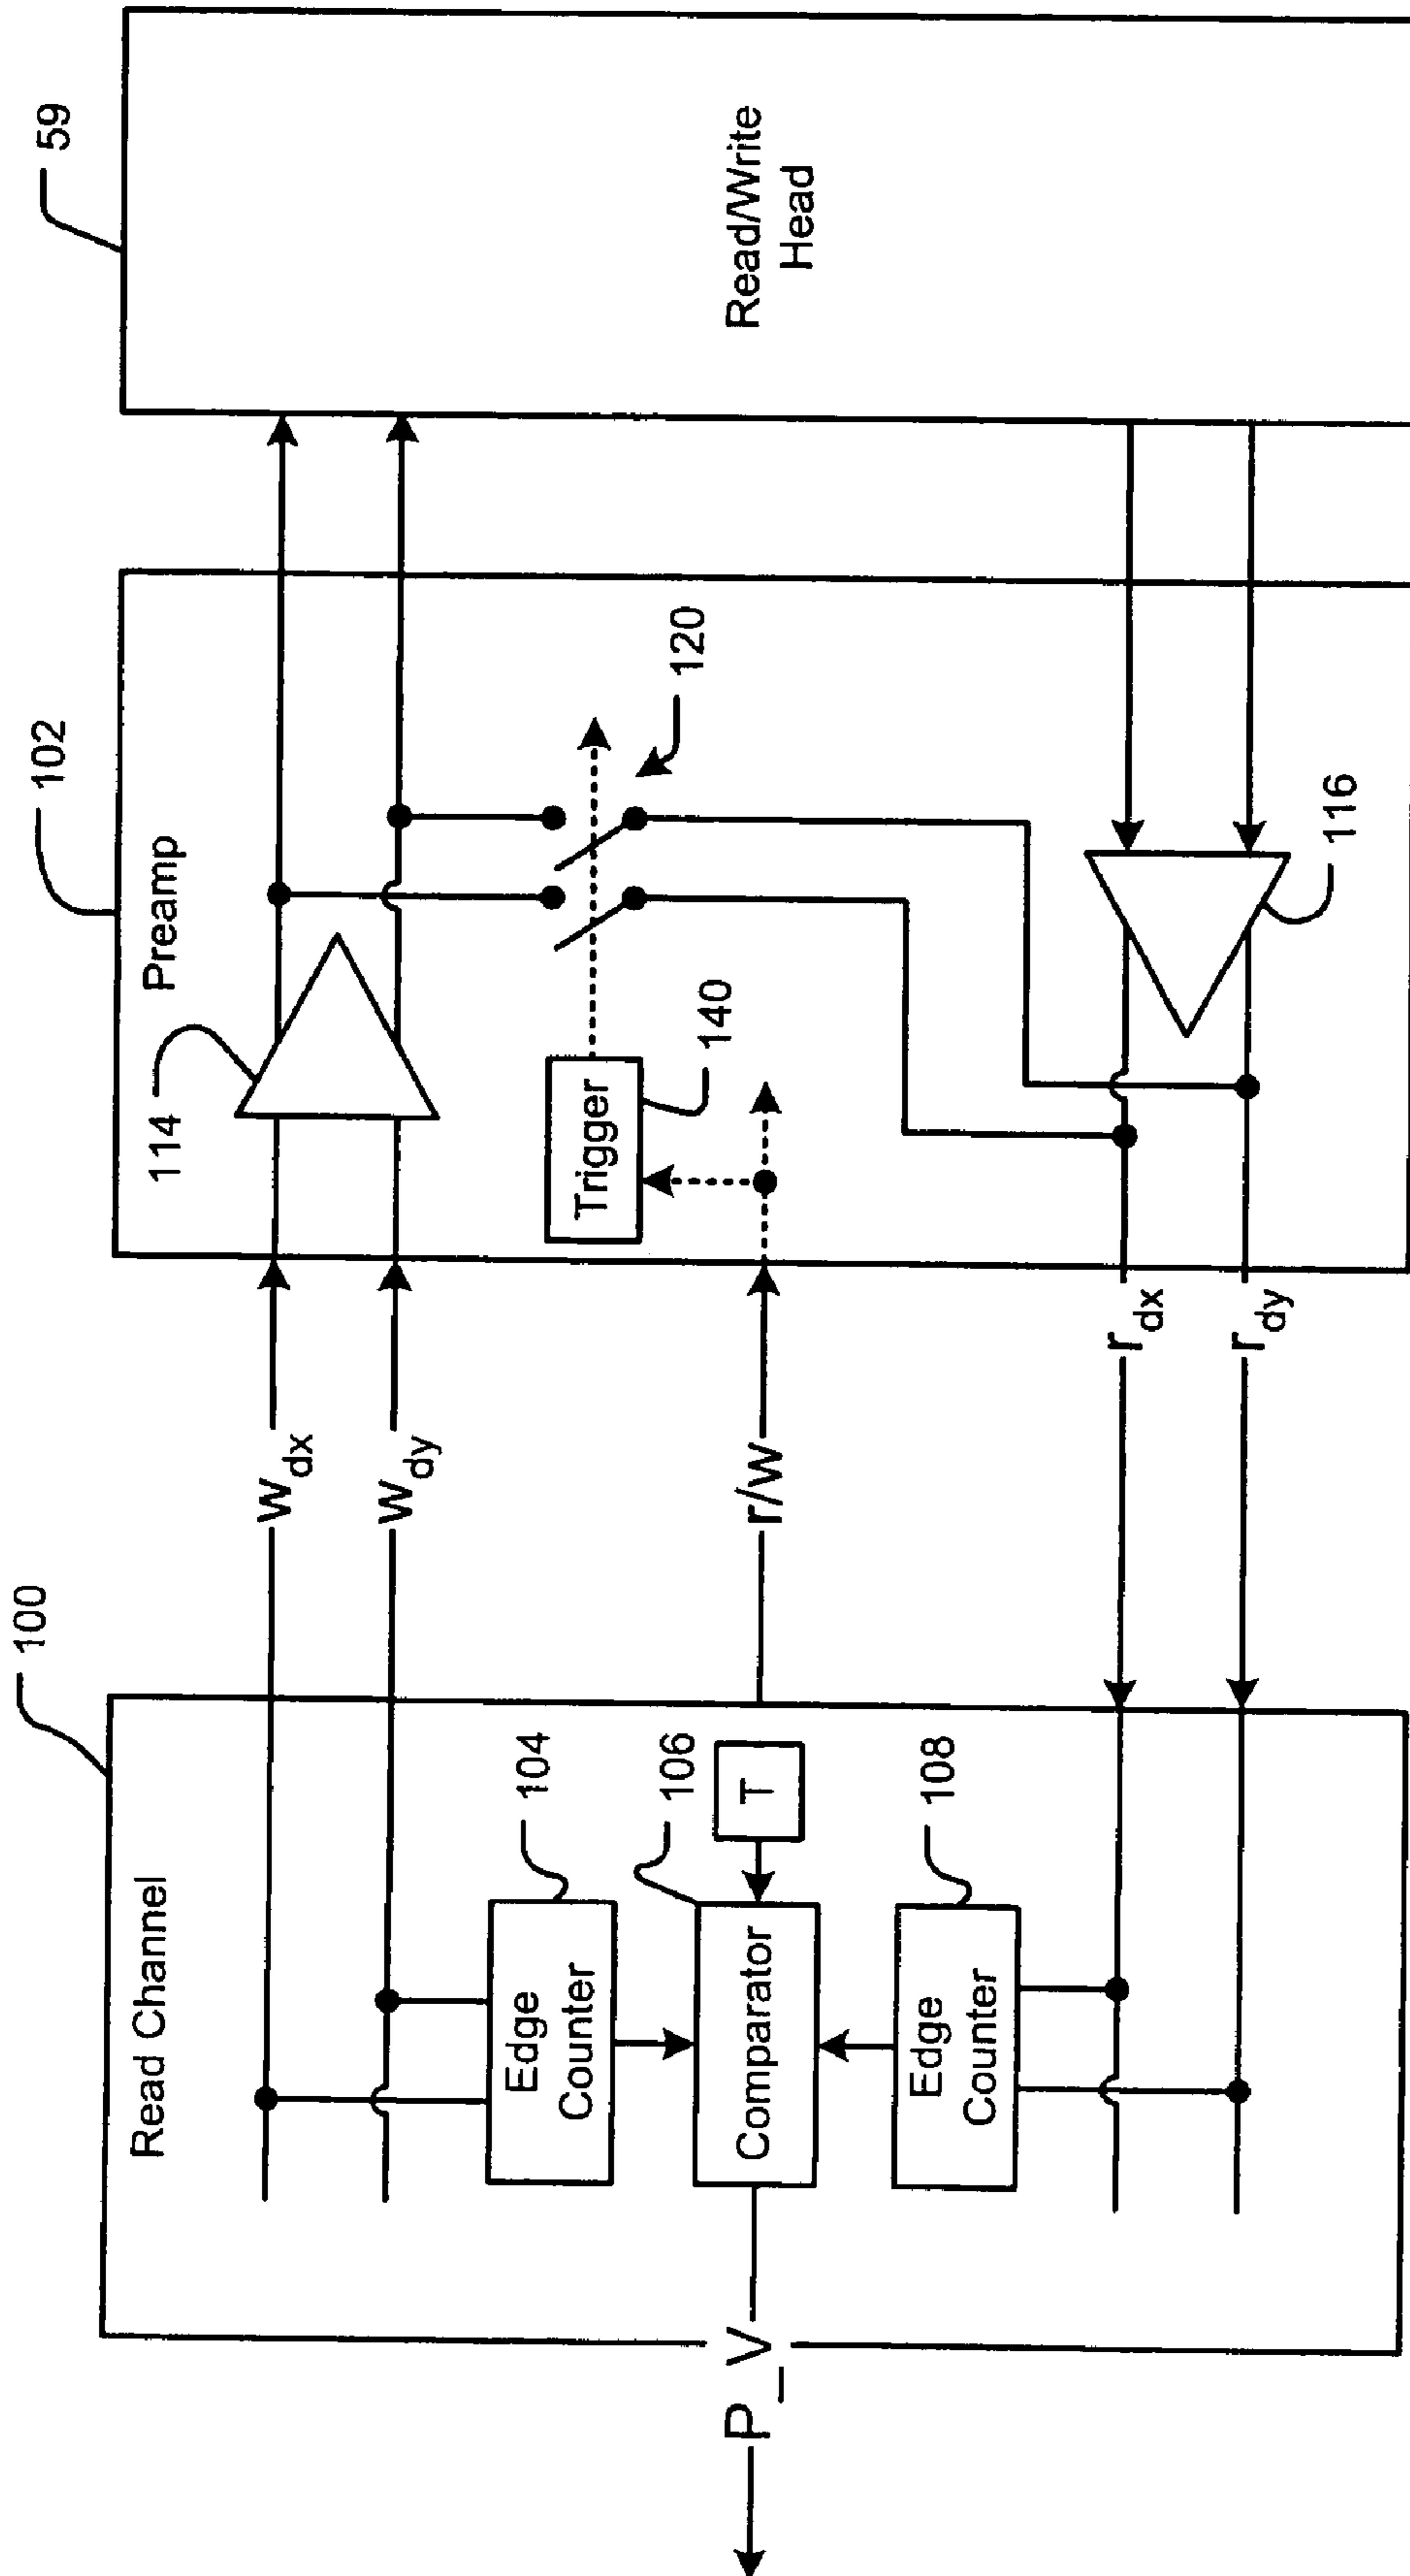 100
102
59
Read Channel
Preamp
114
w_dx
w_dy
Edge
Counter
104
Trigger
140
120
Read/Write
Head
P_V
Comparator
106
T
r/w
Edge
Counter
108
r_dx
r_dy
116